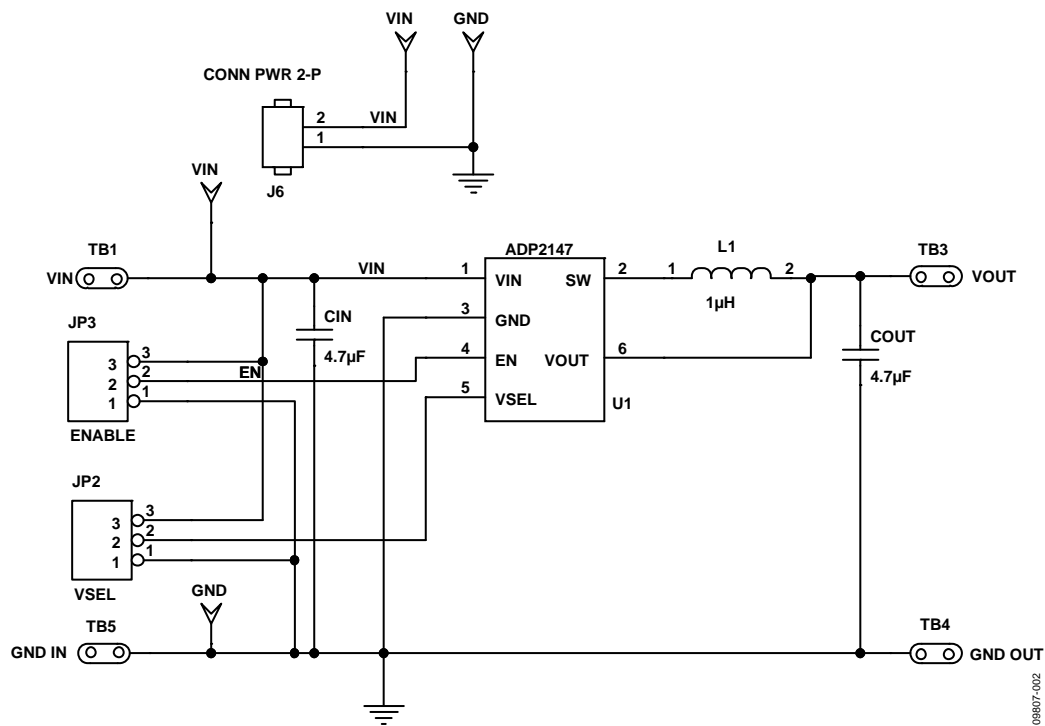 VIN GND
CONN PWR 2-P
2 VIN
1
J6
VIN
TB1
VIN
VIN
ADP2147
1 VIN
3 GND
4 EN
5 VSEL
SW 2
VOUT 6
U1
L1
1 2
1µH
TB3
VOUT
CIN
4.7µF
COUT
4.7µF
JP3
3 3
2 2
1 1
EN
ENABLE
JP2
3 3
2 2
1 1
VSEL
GND
TB5
GND IN
TB4
GND OUT
09807-002